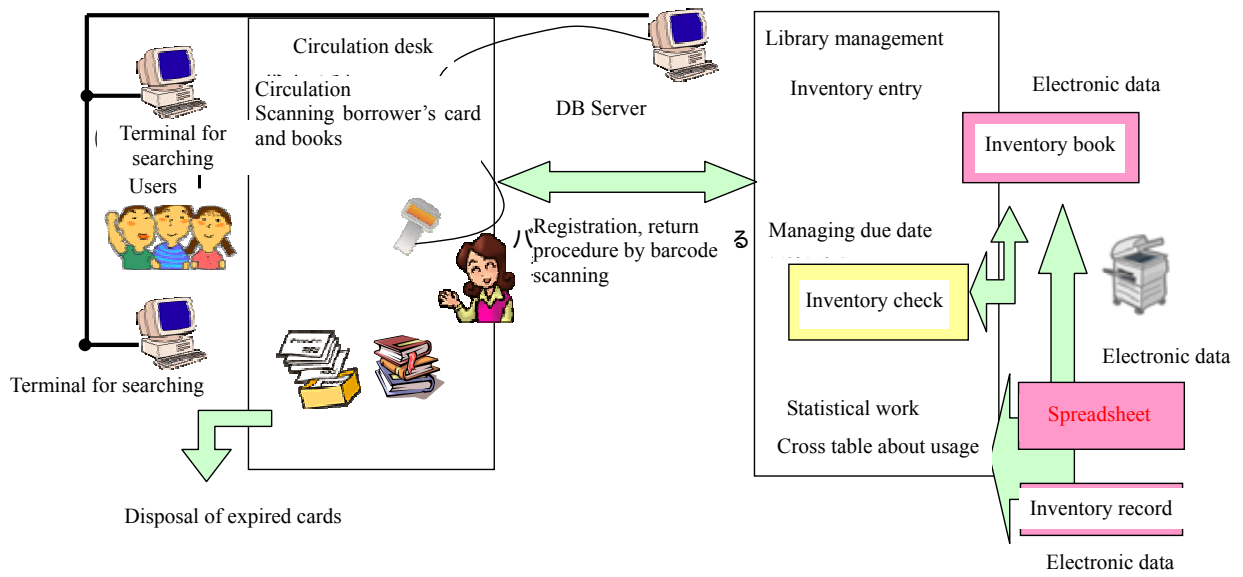 Circulation desk
Circulation
Scanning borrower’s card
and books
Terminal for
searching
Users
Terminal for searching
Disposal of expired cards
DB Server
Registration, return
procedure by barcode
scanning
ハ
る
Library management
Inventory entry
Managing due date
Inventory check
Statistical work
Cross table about usage
Electronic data
Inventory book
Electronic data
Spreadsheet
Inventory record
Electronic data